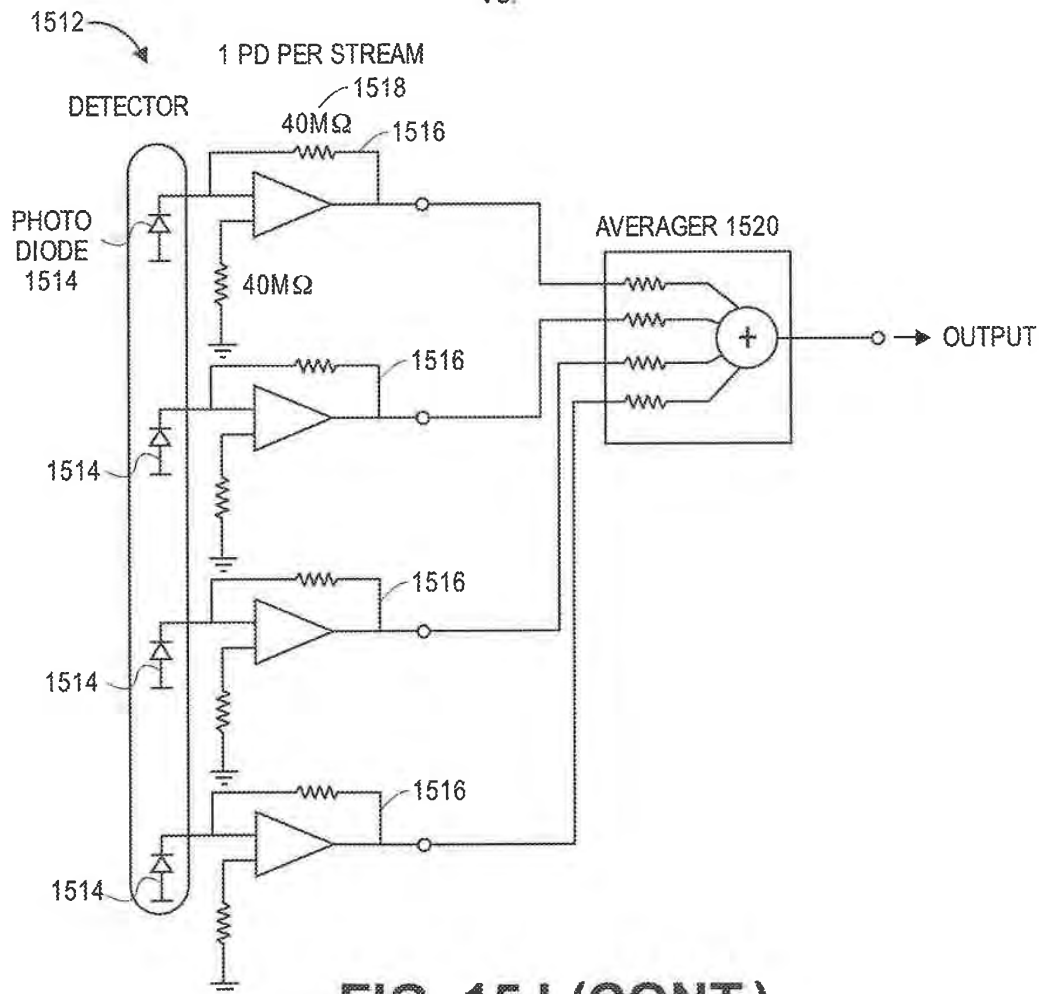 1512
1 PD PER STREAM
1518
DETECTOR
40MΩ
1516
PHOTO
DIODE
1514
40MΩ
AVERAGER 1520
+
OUTPUT
1516
1514
1516
1514
1516
1514